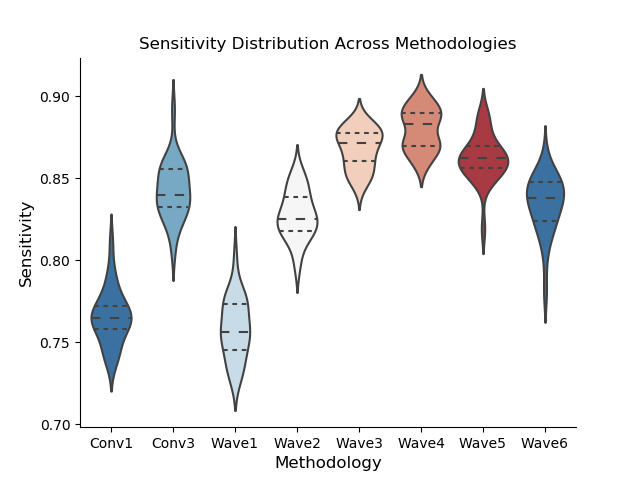 Sensitivity Distribution Across Methodologies
0.90
0.85
0.80
0.75
0.70
Sensitivity
Conv1 Conv3 Wave1 Wave2 Wave3 Wave4 Wave5 Wave6
Methodology